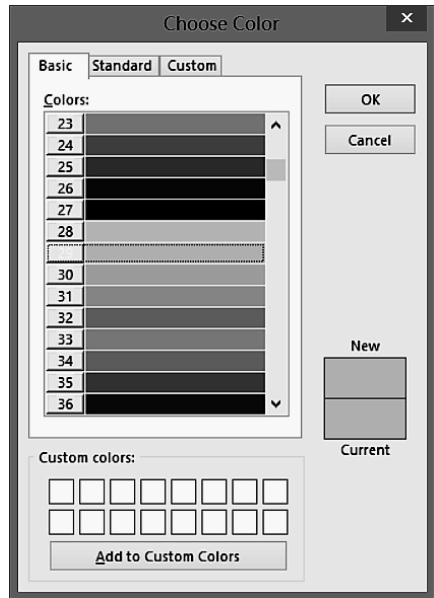 Choose Color
Basic Standard Custom
Colors:
23
24
25
26
27
28
29
30
31
32
33
34
35
36
OK
Cancel
New
Current
Custom colors:
Add to Custom Colors